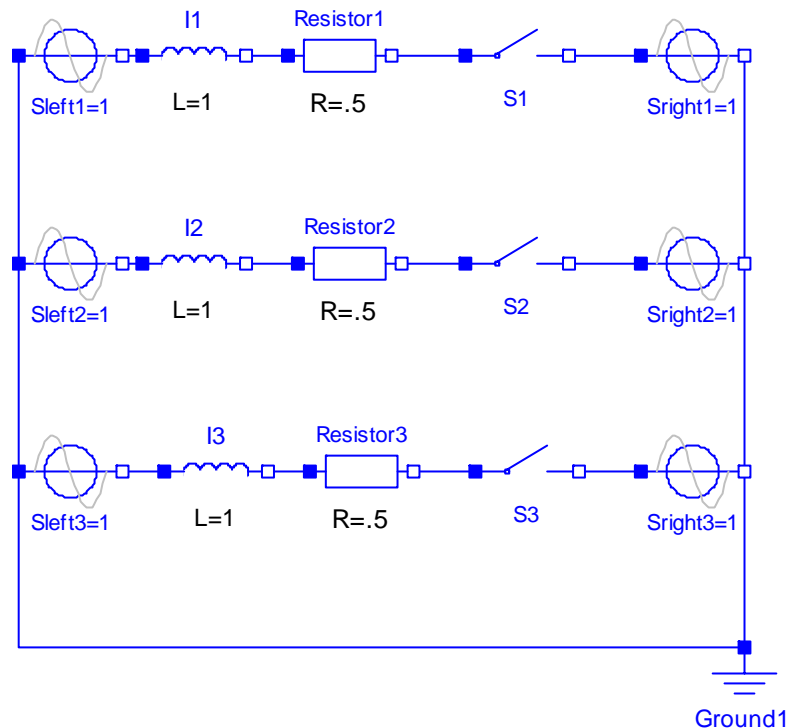 I1
Resistor1
Sleft1=1
L=1
R=.5
S1
Sright1=1
I2
Resistor2
Sleft2=1
L=1
R=.5
S2
Sright2=1
I3
Resistor3
Sleft3=1
L=1
R=.5
S3
Sright3=1
Ground1